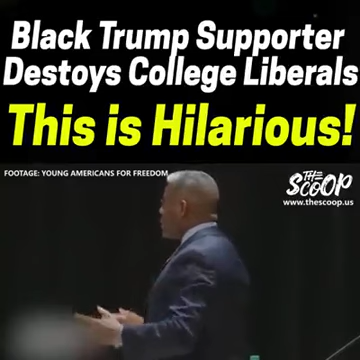 Black Trump Supporter
Destoys College Liberals
This is Hilarious!
FOOTAGE: YOUNG AMERICANS FOR FREEDOM
THE
SCOOP
www.thescoop.us